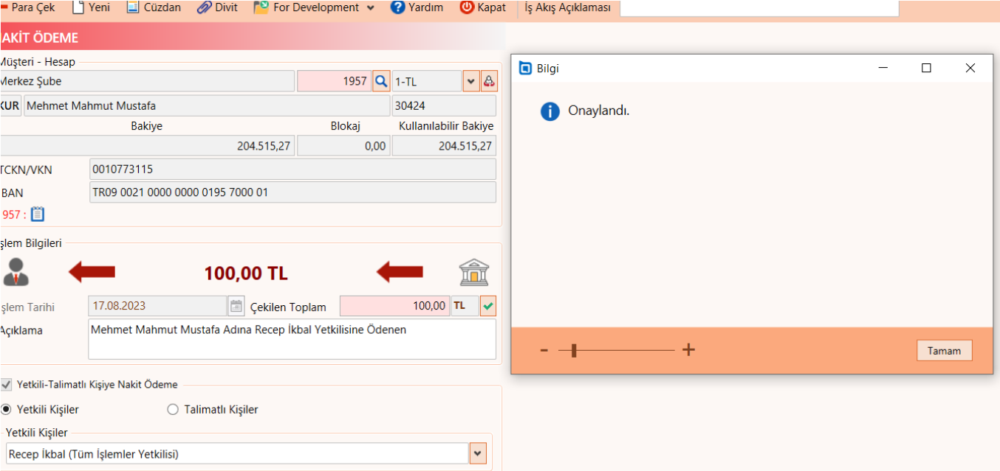 Para Çek Yeni Cüzdan Divit For Development Yardım Kapat İş Akış Açıklaması
AKİT ÖDEME
Müşteri - Hesap
Merkez Şube 1957 1-TL
KUR Mehmet Mahmut Mustafa 30424
Bakiye Blokaj Kullanılabilir Bakiye
204.515,27 0,00 204.515,27
TCKN/VKN 0010773115
BAN TR09 0021 0000 0000 0195 7000 01
957 :
şlem Bilgileri
100,00 TL
şlem Tarihi 17.08.2023 Çekilen Toplam 100,00 TL
Açıklama Mehmet Mahmut Mustafa Adına Recep İkbal Yetkilisine Ödenen
Yetkili-Talimatlı Kişiye Nakit Ödeme
Yetkili Kişiler Talimatlı Kişiler
Yetkili Kişiler
Recep İkbal (Tüm İşlemler Yetkilisi)
Bilgi
Onaylandı.
- +
Tamam